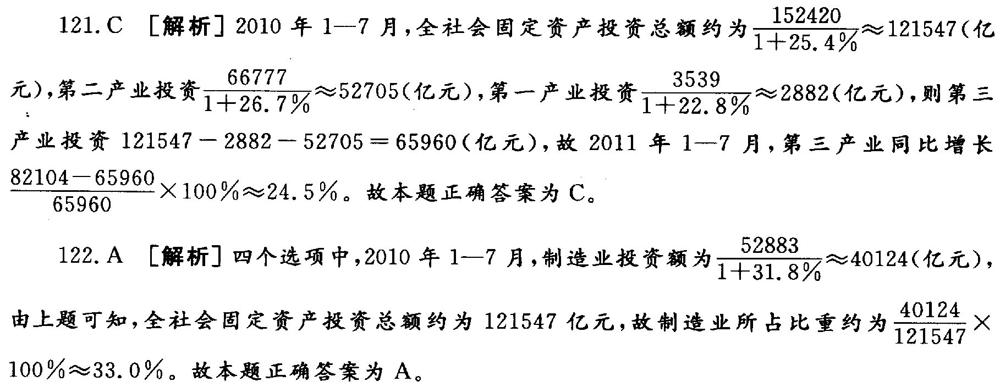 121. C [解析] 2010 年 1—7 月,全社会固定资产投资总额约为 \frac{152420}{1+25.4%}≈121547(亿
元),第二产业投资 \frac{66777}{1+26.7%}≈52705(亿元),第一产业投资 \frac{3539}{1+22.8%}≈2882(亿元),则第三
产业投资 121547-2882-52705=65960(亿元),故 2011 年 1—7 月,第三产业同比增长
\frac{82104-65960}{65960}×100%≈24.5%。故本题正确答案为 C。
122. A [解析] 四个选项中,2010 年 1—7 月,制造业投资额为 \frac{52883}{1+31.8%}≈40124(亿元),
由上题可知,全社会固定资产投资总额约为 121547 亿元,故制造业所占比重约为 \frac{40124}{121547}×
100%≈33.0%。故本题正确答案为 A。